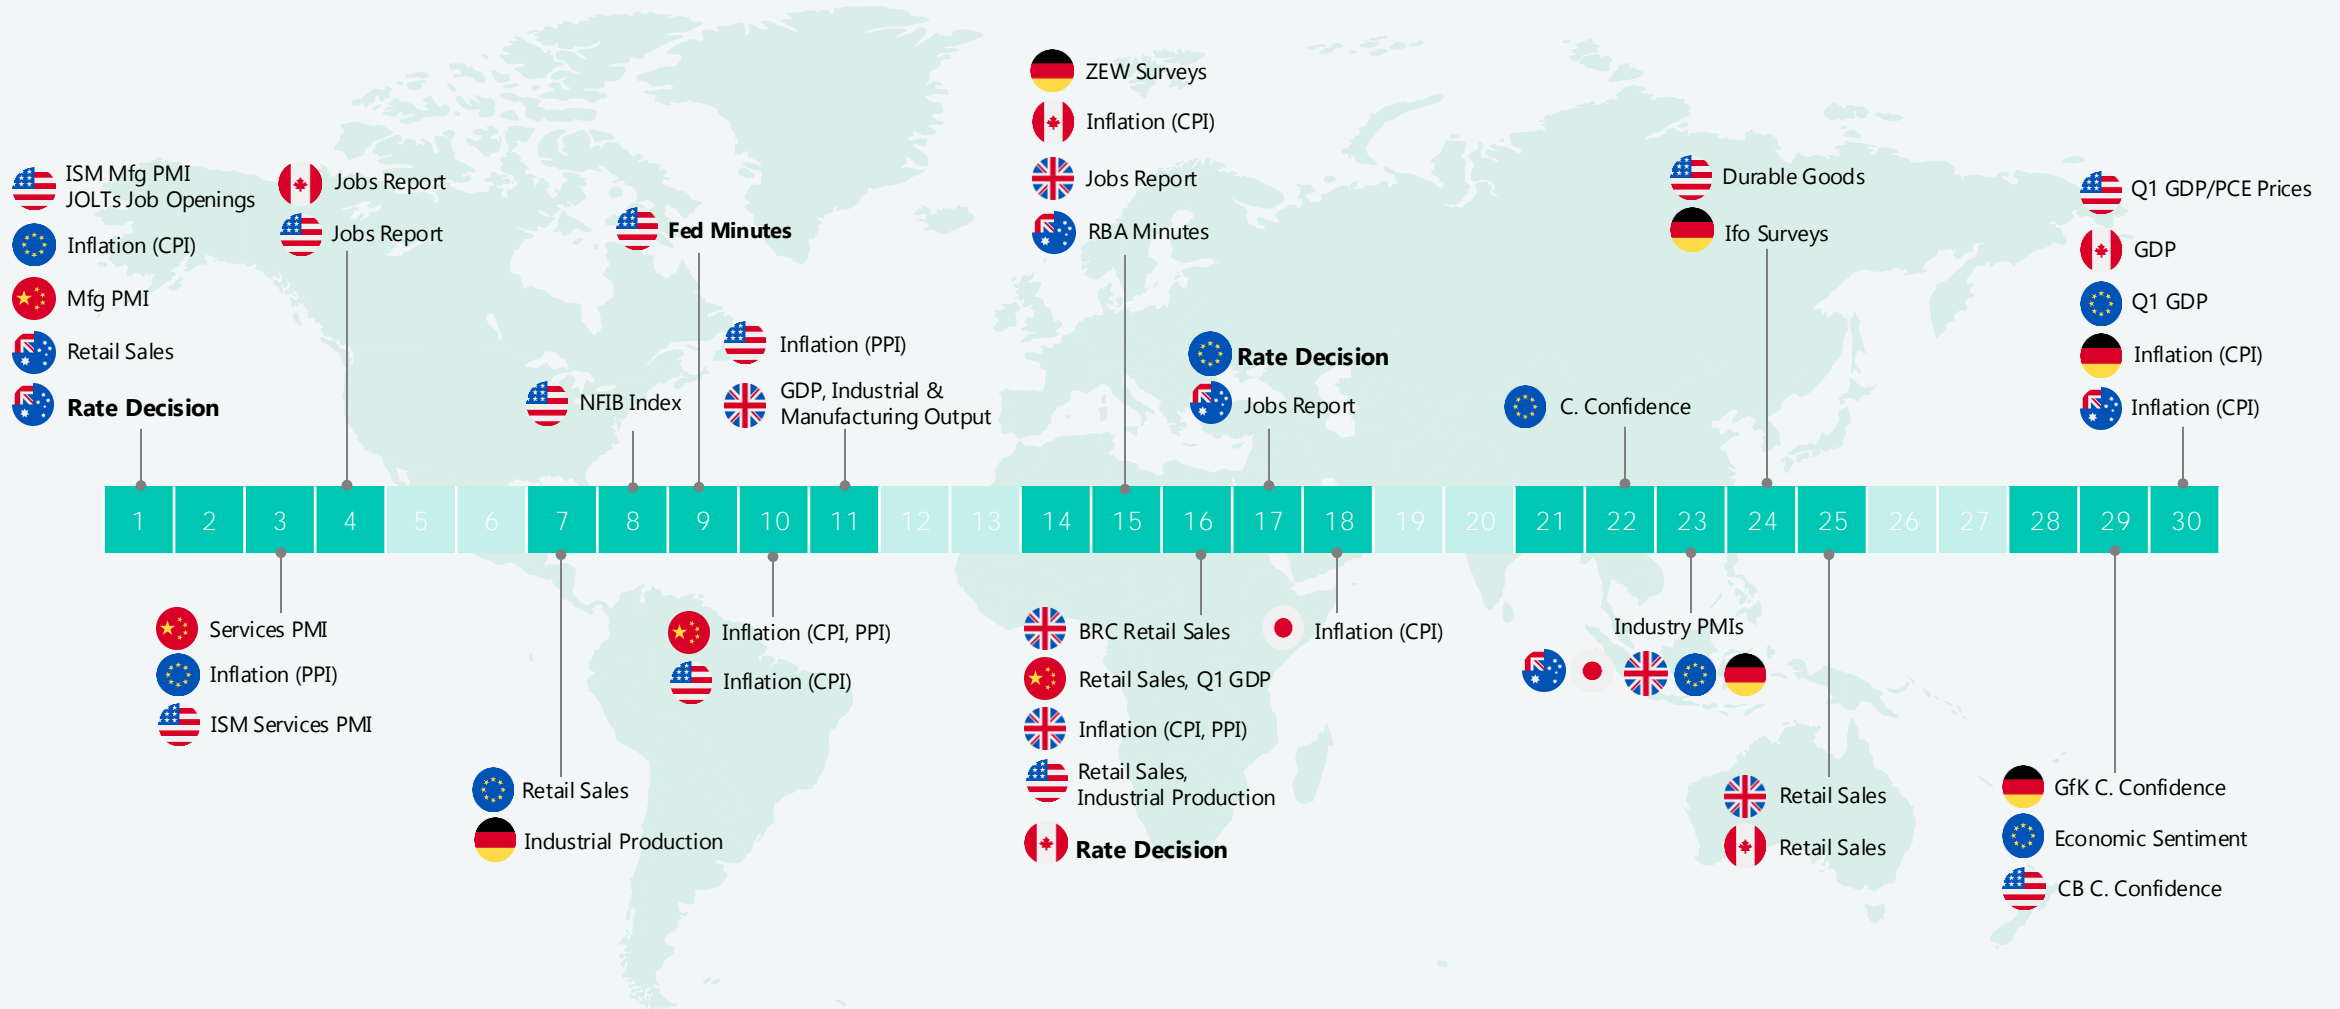 ISM Mfg PMI
JOLTs Job Openings
Inflation (CPI)
Mfg PMI
Retail Sales
Rate Decision
Jobs Report
Jobs Report
NFIB Index
Fed Minutes
Inflation (PPI)
GDP, Industrial &
Manufacturing Output
ZEW Surveys
Inflation (CPI)
Jobs Report
RBA Minutes
Rate Decision
Jobs Report
C. Confidence
Durable Goods
Ifo Surveys
Q1 GDP/PCE Prices
GDP
Q1 GDP
Inflation (CPI)
Inflation (CPI)
1 2 3 4 5 6 7 8 9 10 11 12 13 14 15 16 17 18 19 20 21 22 23 24 25 26 27 28 29 30
Services PMI
Inflation (PPI)
ISM Services PMI
Retail Sales
Industrial Production
Inflation (CPI, PPI)
Inflation (CPI)
BRC Retail Sales
Retail Sales, Q1 GDP
Inflation (CPI, PPI)
Retail Sales,
Industrial Production
Rate Decision
Inflation (CPI)
Industry PMIs
Retail Sales
Retail Sales
GfK C. Confidence
Economic Sentiment
CB C. Confidence